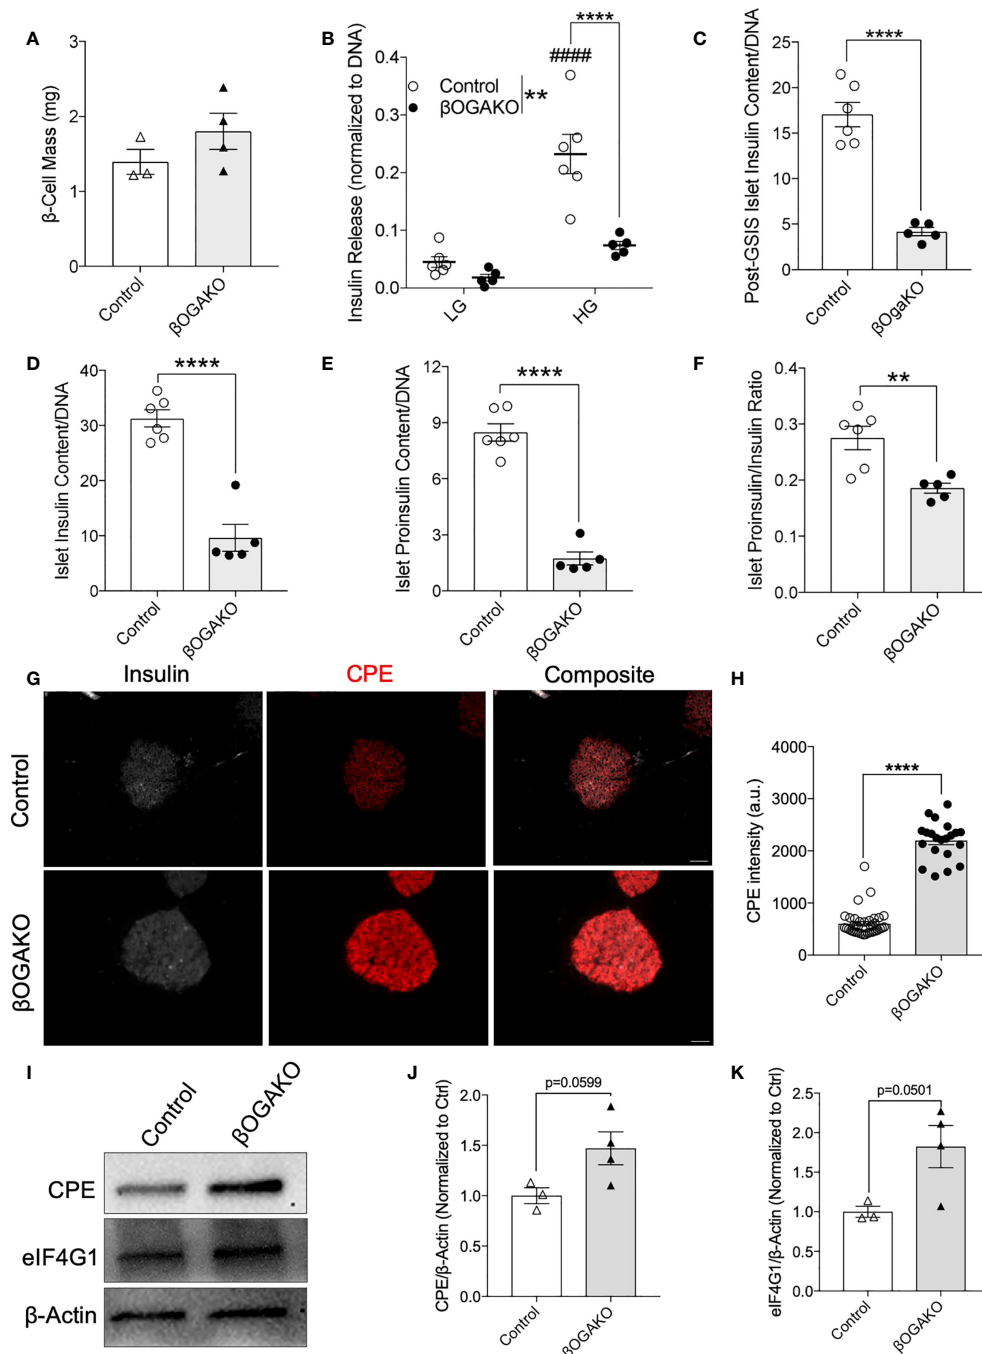 A
β-Cell Mass (mg)
3
2
1
0
Control
βOGAKO
B
Insulin Release (normalized to DNA)
0.4
0.3
0.2
0.1
0.0
Control
βOGAKO
**
####
****
LG
HG
C
Post-GSIS Islet Insulin Content/DNA
25
20
15
10
5
0
****
Control
βOgaKO
D
Islet Insulin Content/DNA
40
30
20
10
0
****
Control
βOGAKO
E
Islet Proinsulin Content/DNA
12
9
6
3
0
****
Control
βOGAKO
F
Islet Proinsulin/Insulin Ratio
0.4
0.3
0.2
0.1
0.0
**
Control
βOGAKO
G
Insulin
CPE
Composite
Control
βOGAKO
H
CPE intensity (a.u.)
4000
3000
2000
1000
0
****
Control
βOGAKO
I
Control
βOGAKO
CPE
eIF4G1
β-Actin
J
CPE/β-Actin (Normalized to Ctrl)
2.0
1.5
1.0
0.5
0.0
p=0.0599
Control
βOGAKO
K
eIF4G1/β-Actin (Normalized to Ctrl)
2.5
2.0
1.5
1.0
0.5
0.0
p=0.0501
Control
βOGAKO